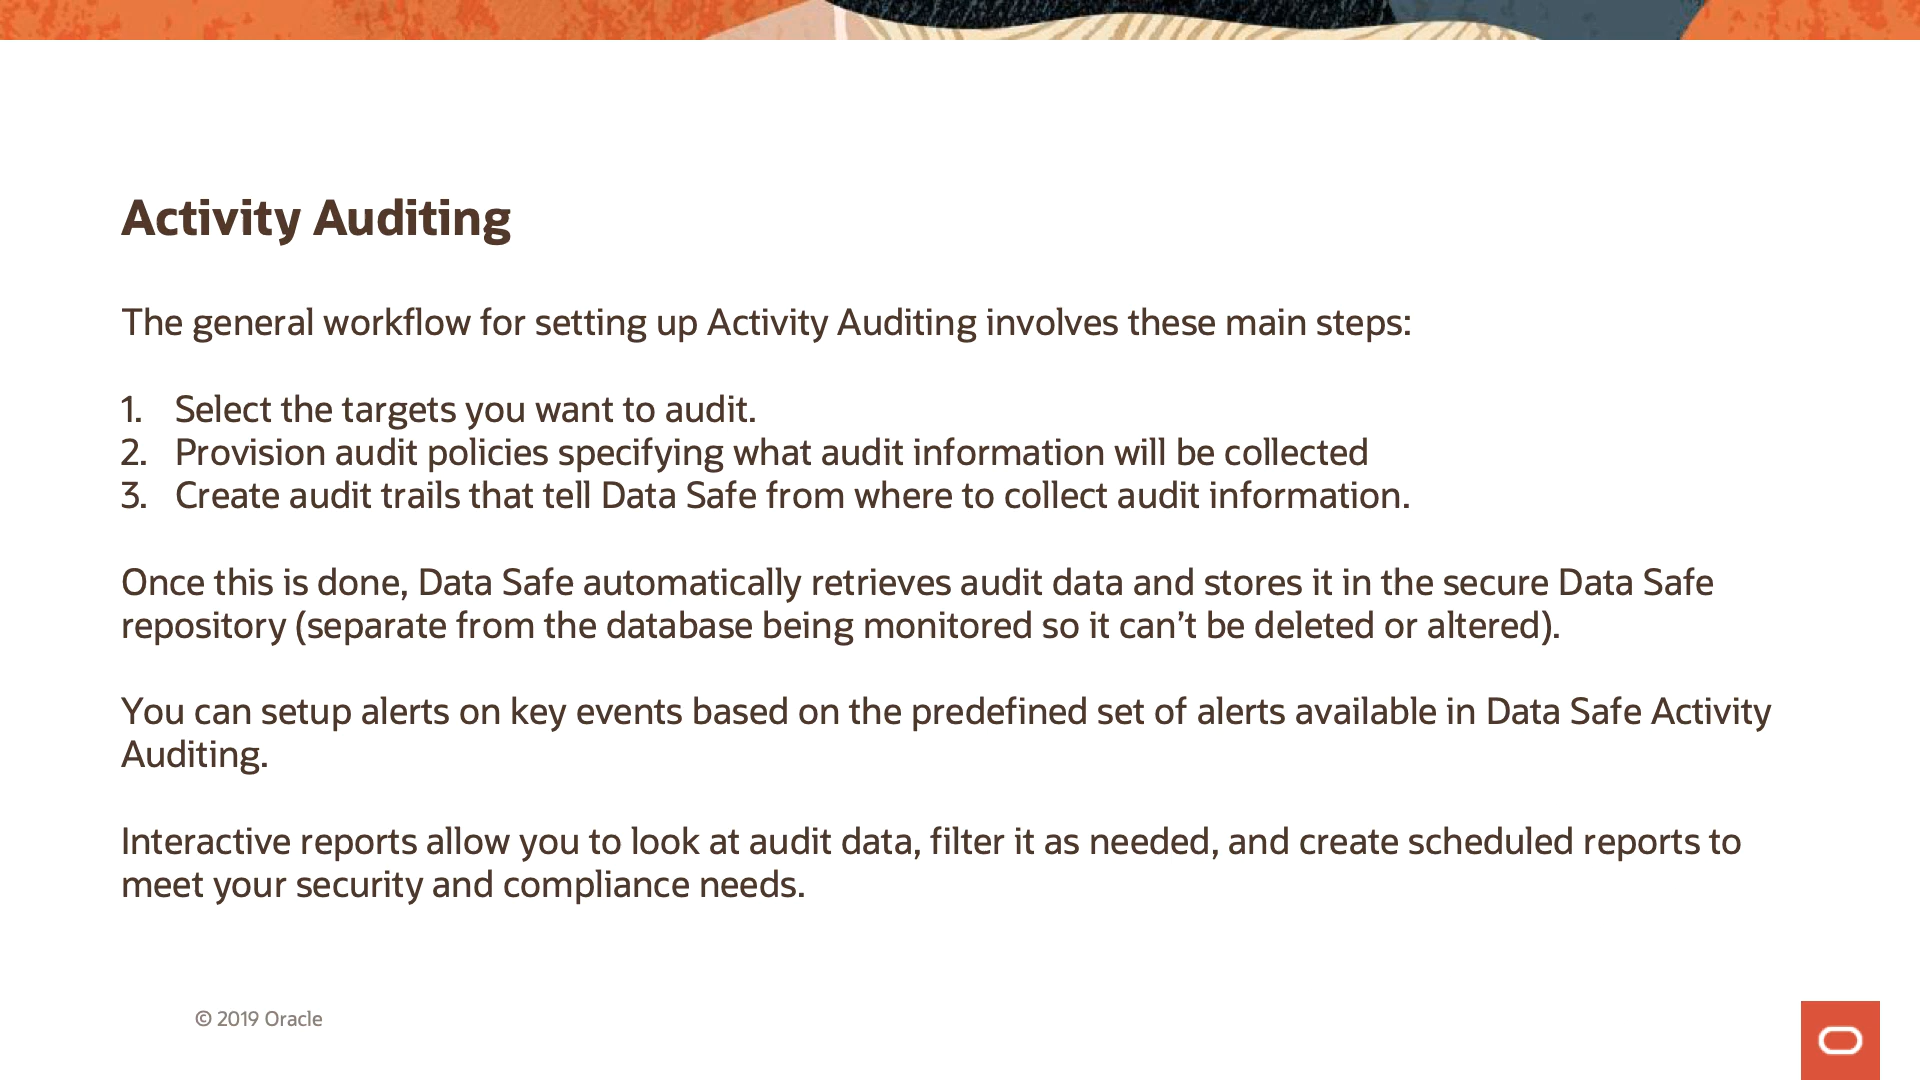 Activity Auditing
The general workflow for setting up Activity Auditing involves these main steps:
1. Select the targets you want to audit.
2. Provision audit policies specifying what audit information will be collected
3. Create audit trails that tell Data Safe from where to collect audit information.
Once this is done, Data Safe automatically retrieves audit data and stores it in the secure Data Safe
repository (separate from the database being monitored so it can’t be deleted or altered).
You can setup alerts on key events based on the predefined set of alerts available in Data Safe Activity
Auditing.
Interactive reports allow you to look at audit data, filter it as needed, and create scheduled reports to
meet your security and compliance needs.
© 2019 Oracle